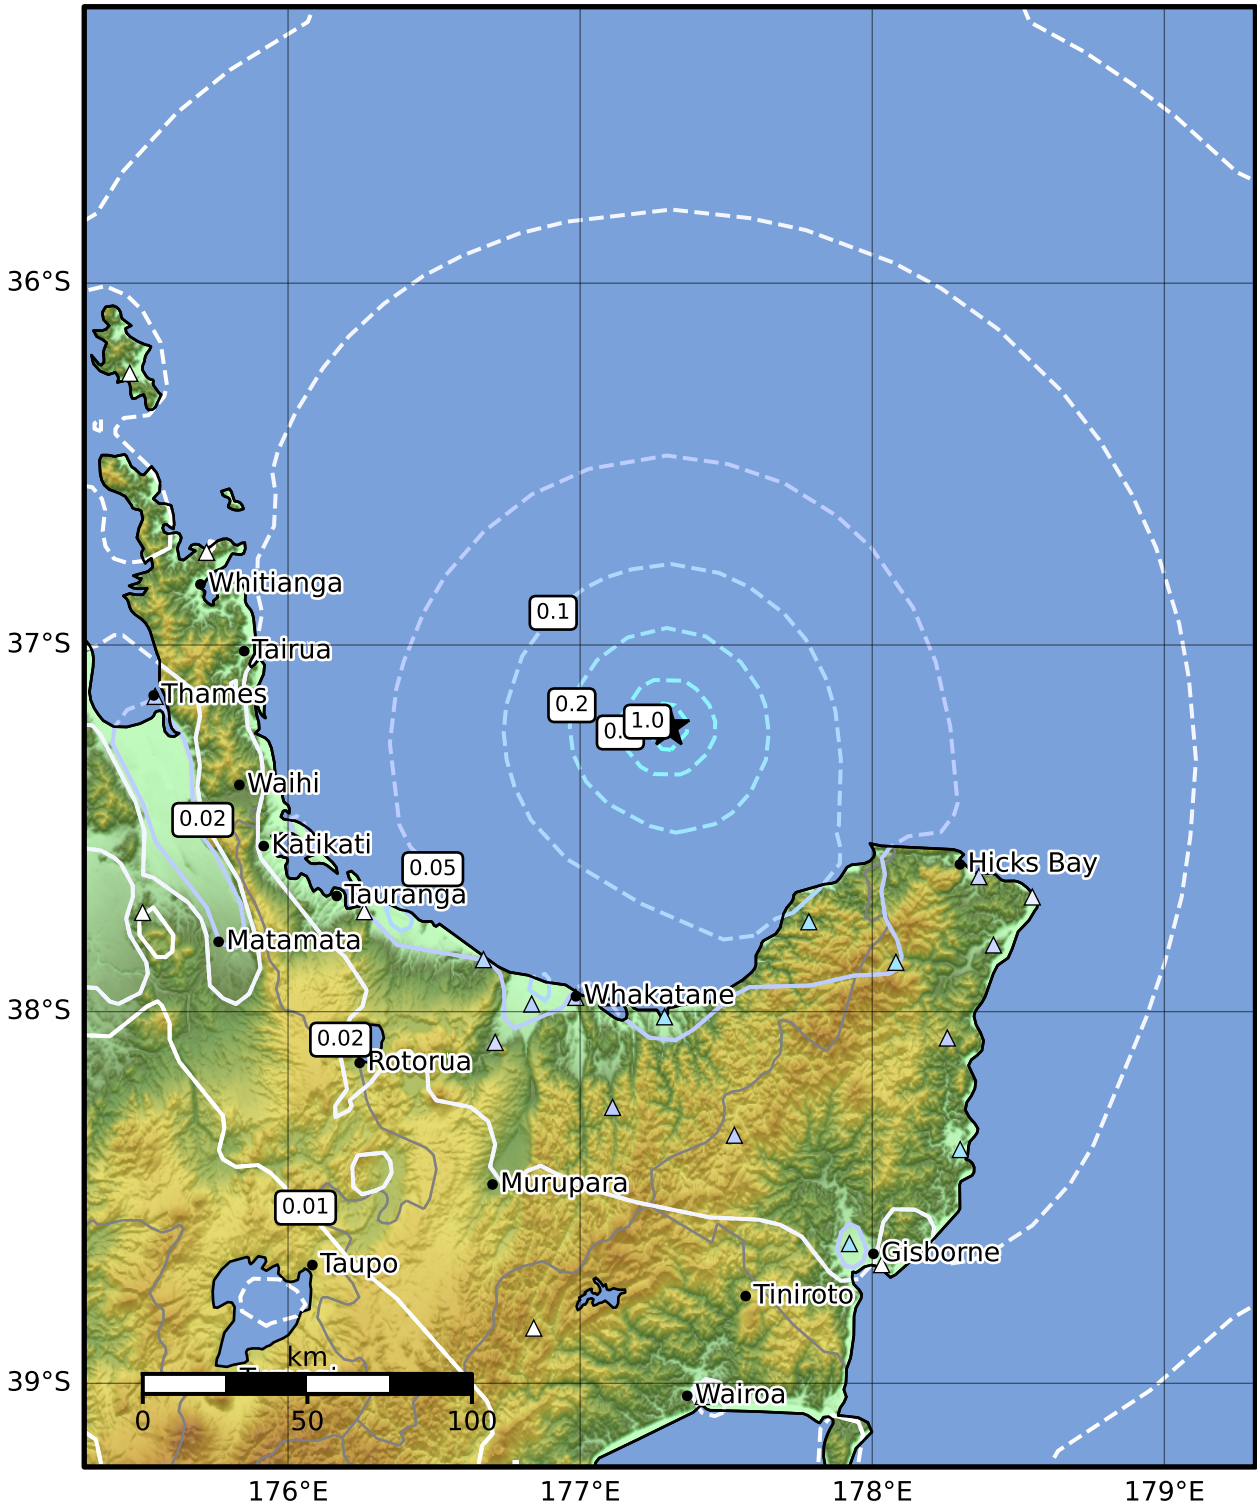 36°S
Whitianga
0.1
37°S
Tairua
Thames
0.2
1.0
Waihi
0.02
Katikati
0.05
Hicks Bay
Tauranga
Matamata
Whakatane
38°S
0.02
Rotorua
Murupara
0.01
Gisborne
Taupo
Tiniroto
km
39°S
Wairoa
0 50 100
176°E 177°E 178°E 179°E